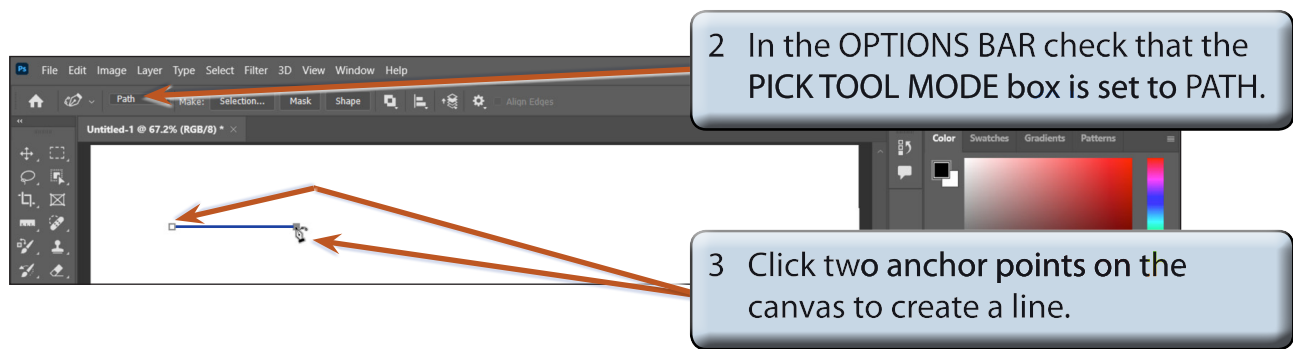 2 In the OPTIONS BAR check that the
PICK TOOL MODE box is set to PATH.
Ps File Edit Image Layer Type Select Filter 3D View Window Help
Path Make: Selection... Mask Shape Align Edges
Untitled-1 @ 67.2% (RGB/8) * ×
Color Swatches Gradients Patterns
3 Click two anchor points on the
canvas to create a line.